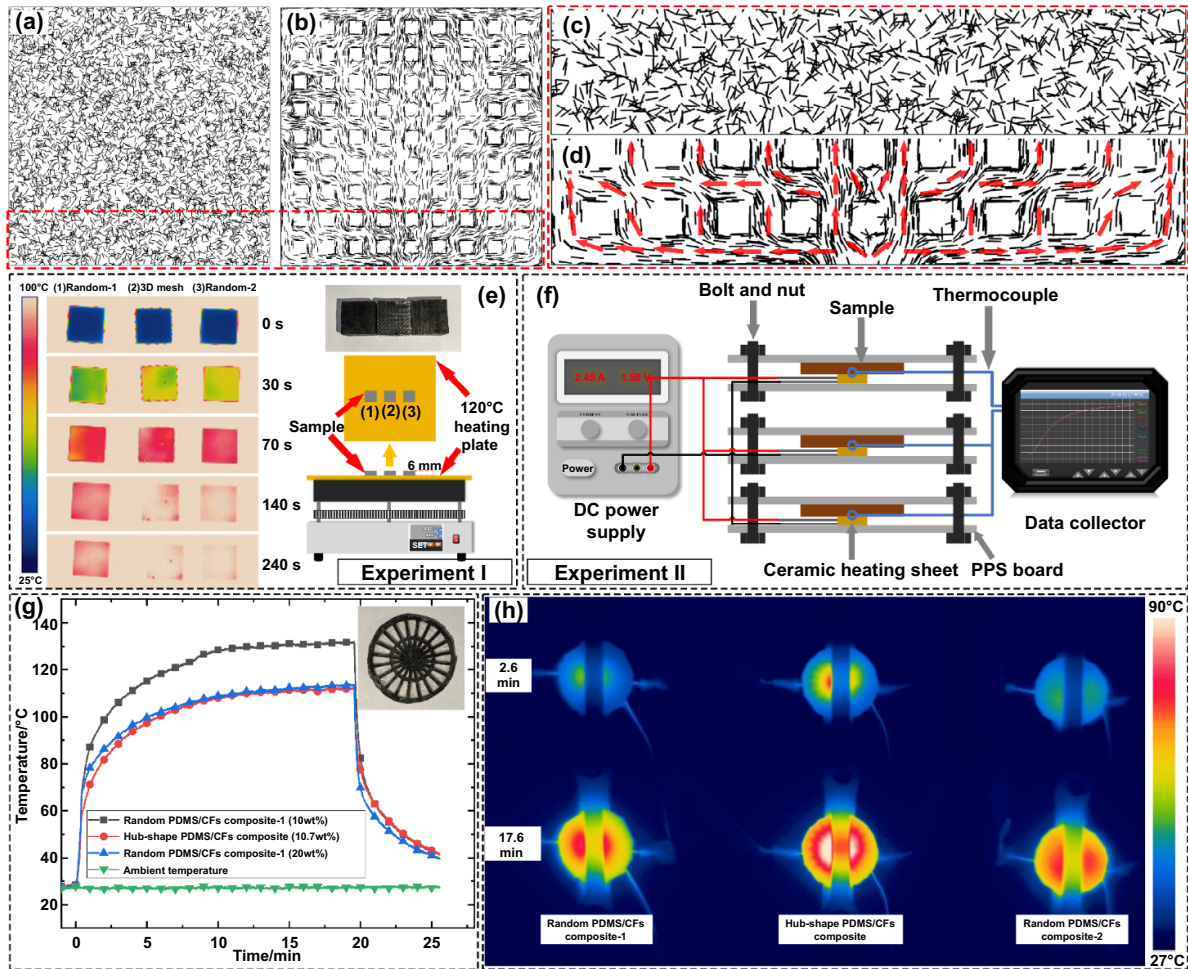 (a)
(b)
(c)
(d)
100°C
(1)Random-1
(2)3D mesh
(3)Random-2
0 s
30 s
70 s
140 s
240 s
25°C
(e)
(1) (2) (3)
Sample
120°C
heating
plate
6 mm
SET
Experiment I
(f)
Bolt and nut
Sample
Thermocouple
2.45 A
1.50 V
Power
DC power
supply
Data collector
Ceramic heating sheet
PPS board
Experiment II
(g)
140
120
100
80
60
40
20
Temperature/°C
Random PDMS/CFs composite-1 (10wt%)
Hub-shape PDMS/CFs composite (10.7wt%)
Random PDMS/CFs composite-1 (20wt%)
Ambient temperature
0
5
10
15
20
25
Time/min
(h)
90°C
2.6
min
17.6
min
Random PDMS/CFs
composite-1
Hub-shape PDMS/CFs
composite
Random PDMS/CFs
composite-2
27°C